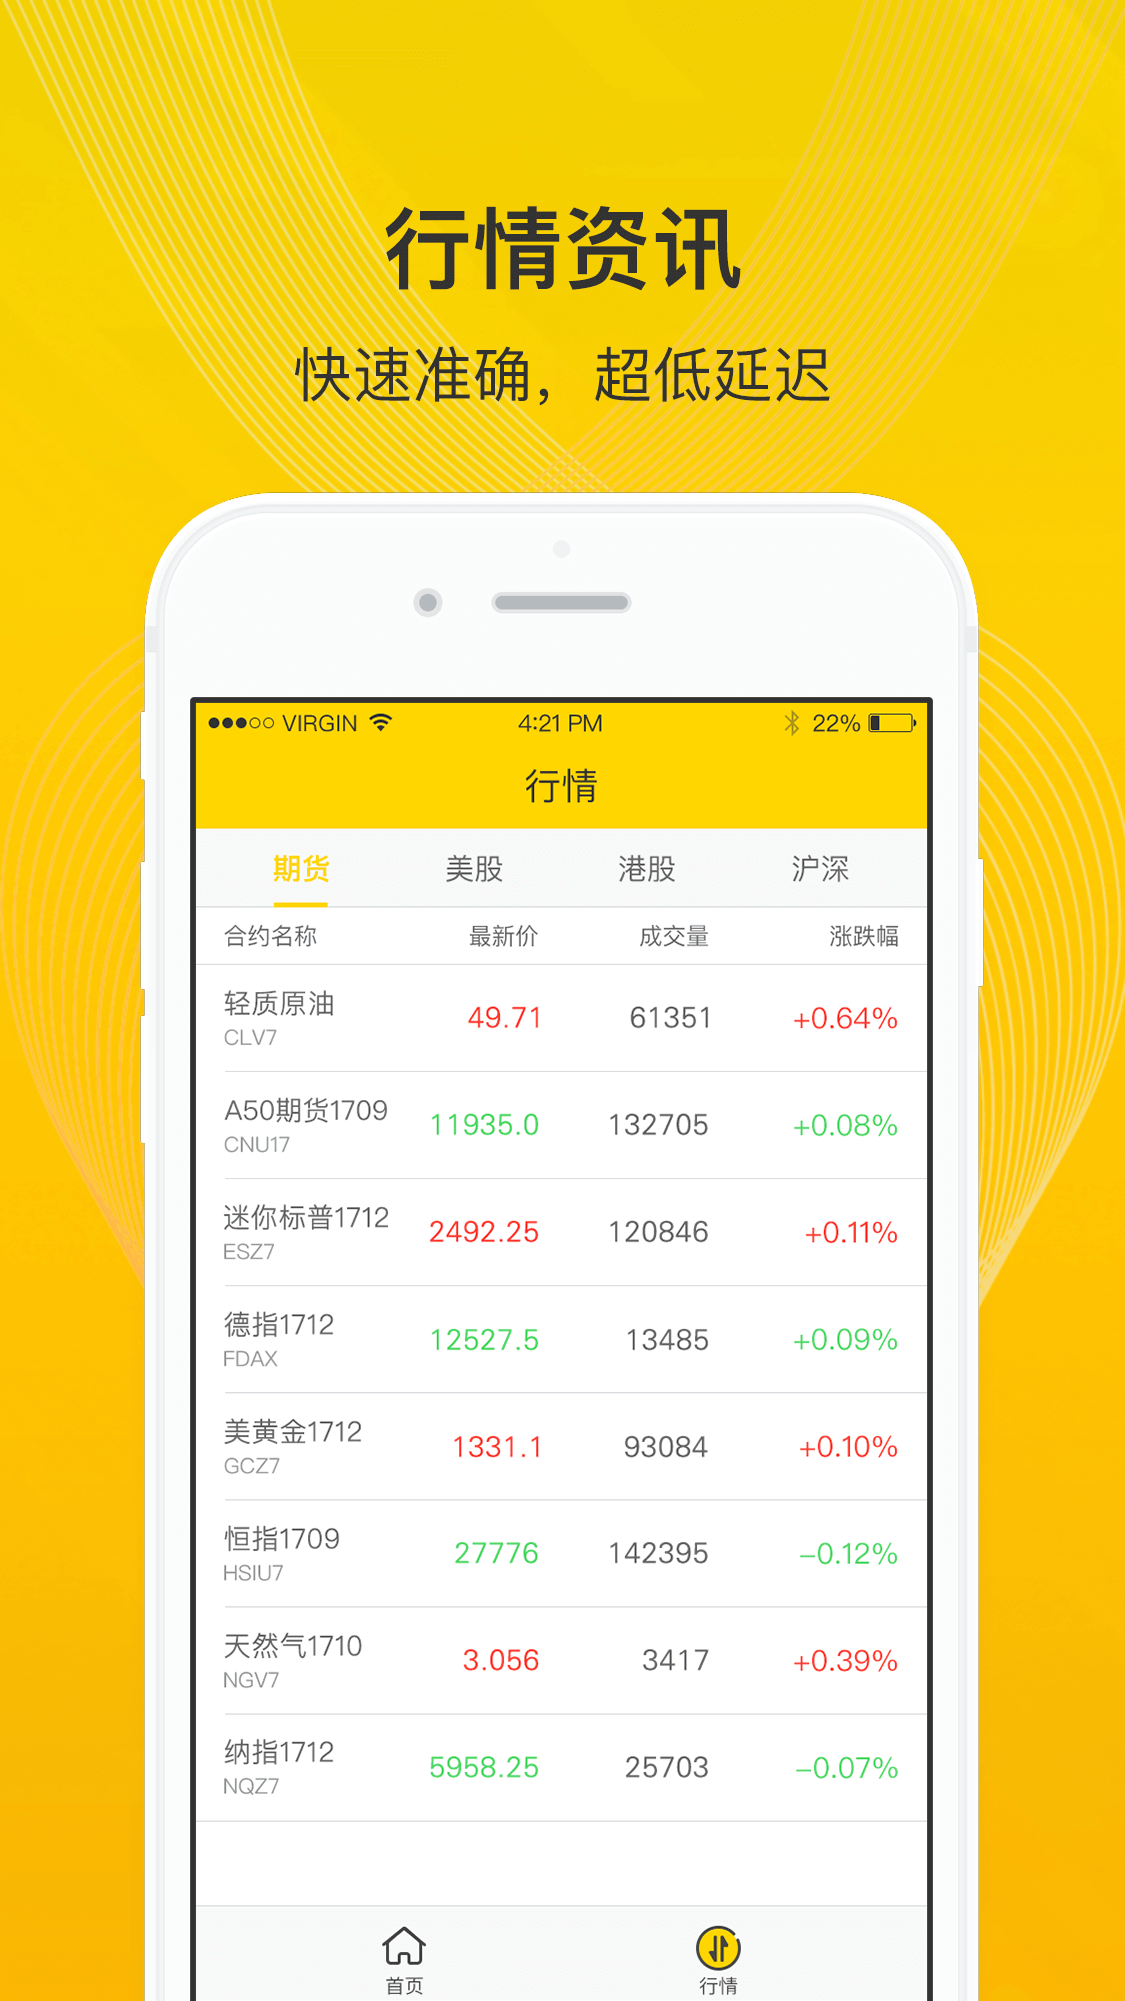 行情资讯
快速准确，超低延迟
VIRGIN 4:21 PM 22%
行情
期货 美股 港股 沪深
合约名称 最新价 成交量 涨跌幅
轻质原油 49.71 61351 +0.64%
CLV7
A50期货1709 11935.0 132705 +0.08%
CNU17
迷你标普1712 2492.25 120846 +0.11%
ESZ7
德指1712 12527.5 13485 +0.09%
FDAX
美黄金1712 1331.1 93084 +0.10%
GCZ7
恒指1709 27776 142395 -0.12%
HSIU7
天然气1710 3.056 3417 +0.39%
NGV7
纳指1712 5958.25 25703 -0.07%
NQZ7
首页 行情